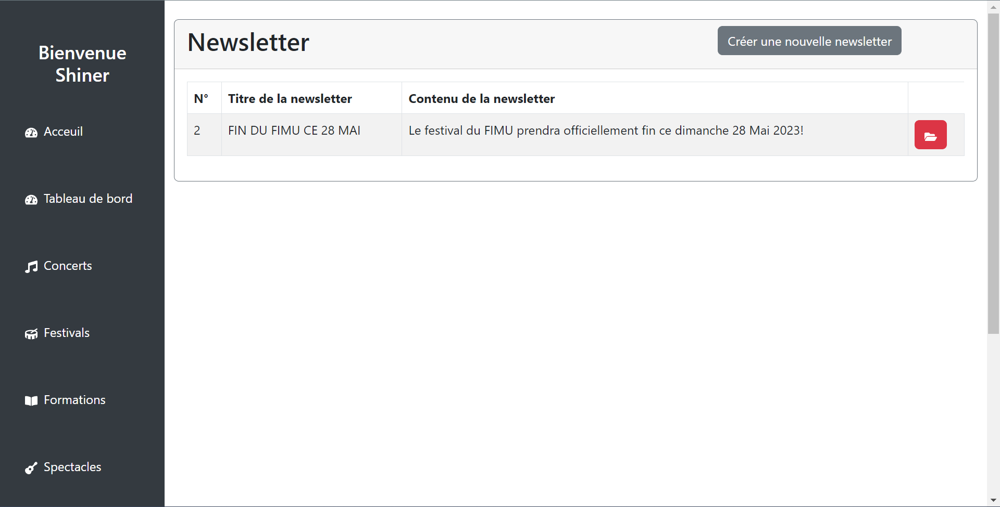 Bienvenue
Shiner
Acceuil
Tableau de bord
Concerts
Festivals
Formations
Spectacles
Newsletter
Créer une nouvelle newsletter
N° Titre de la newsletter Contenu de la newsletter
2 FIN DU FIMU CE 28 MAI Le festival du FIMU prendra officiellement fin ce dimanche 28 Mai 2023!